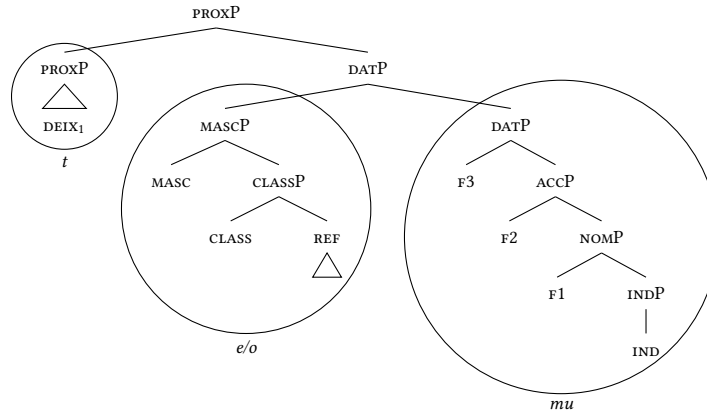 PROXP
PROXP DATP
DEIX₁ MASCP DATP
t
MASC CLASSP F3 ACCP
CLASS REF F2 NOMP
F1 INDP
e/o IND
mu